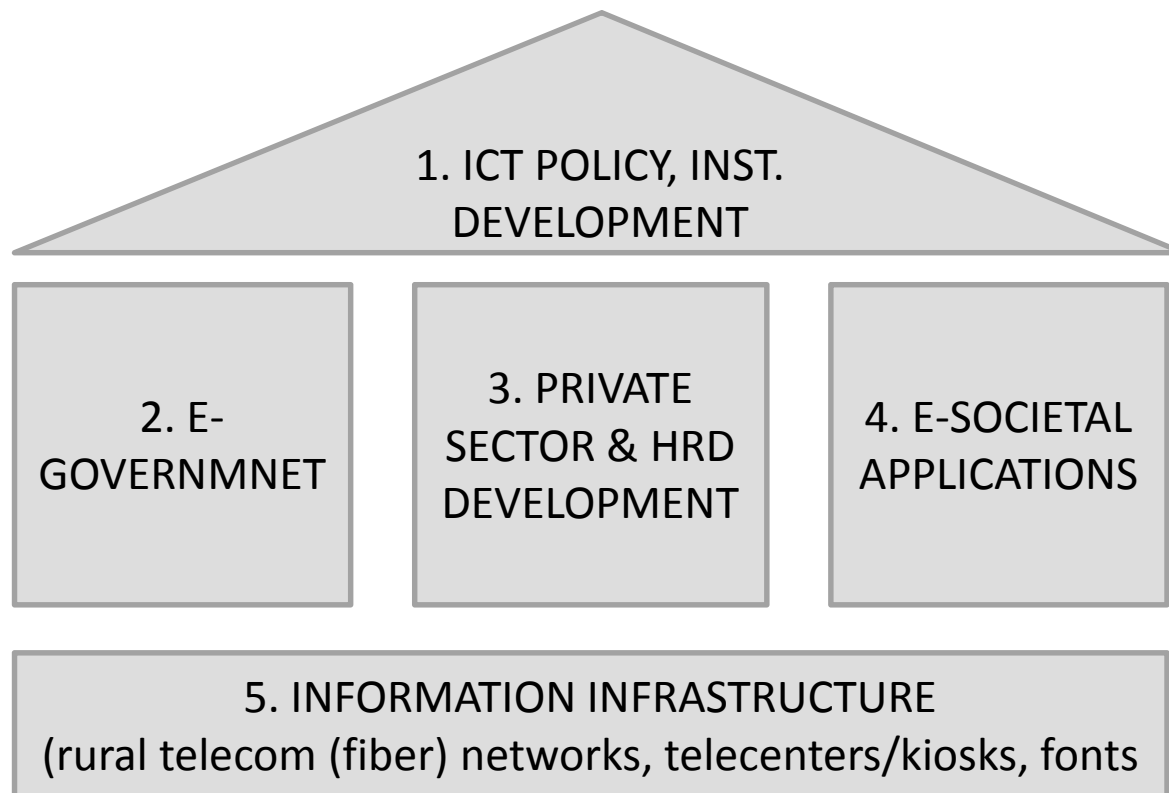 1. ICT POLICY, INST.
DEVELOPMENT
2. E-
GOVERNMNET
3. PRIVATE
SECTOR & HRD
DEVELOPMENT
4. E-SOCIETAL
APPLICATIONS
5. INFORMATION INFRASTRUCTURE
(rural telecom (fiber) networks, telecenters/kiosks, fonts